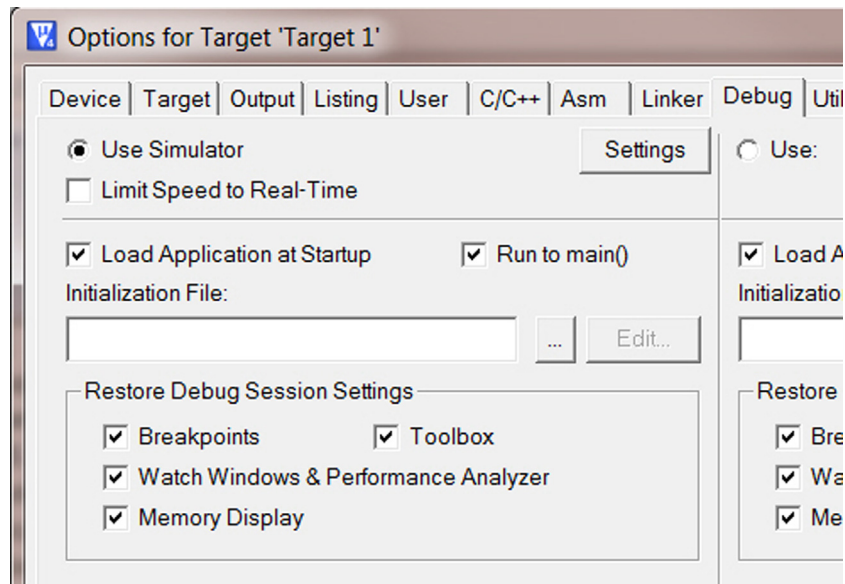 Options for Target 'Target 1'
Device Target Output Listing User C/C++ Asm Linker Debug
Use Simulator Settings Use:
Limit Speed to Real-Time
Load Application at Startup Run to main() Load
Initialization File:
... Edit...
Restore Debug Session Settings Restore
Breakpoints Toolbox
Watch Windows & Performance Analyzer
Memory Display